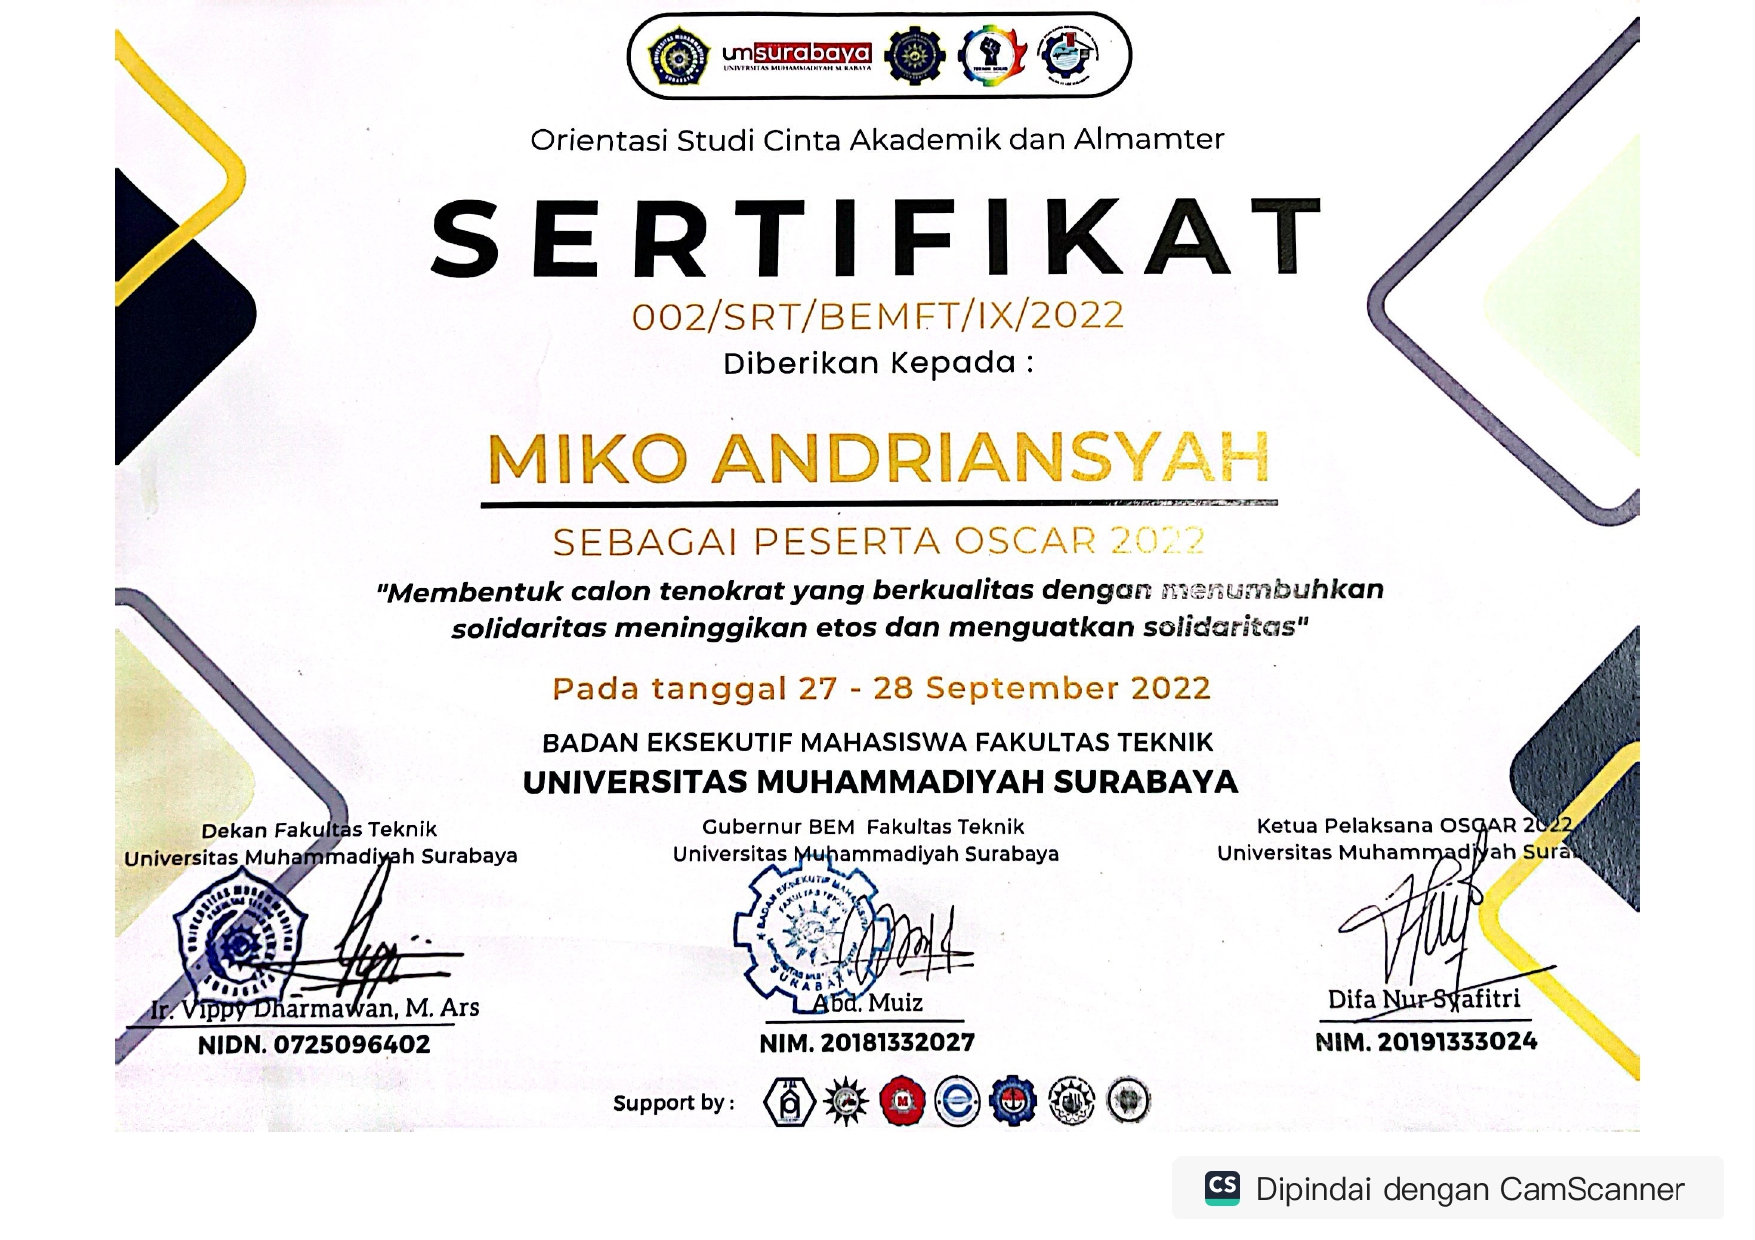 umsurabaya
UNIVERSITAS MUHAMMADIYAH SURABAYA
Orientasi Studi Cinta Akademik dan Almamter
SERTIFIKAT
002/SRT/BEMFT/IX/2022
Diberikan Kepada :
MIKO ANDRIANSYAH
SEBAGAI PESERTA OSCAR 2022
"Membentuk calon tenokrat yang berkualitas dengan menumbuhkan
solidaritas meninggikan etos dan menguatkan solidaritas"
Pada tanggal 27 - 28 September 2022
BADAN EKSEKUTIF MAHASISWA FAKULTAS TEKNIK
UNIVERSITAS MUHAMMADIYAH SURABAYA
Dekan Fakultas Teknik
Universitas Muhammadiyah Surabaya
Ir. Vippy Dharmawan, M. Ars
NIDN. 0725096402
Gubernur BEM Fakultas Teknik
Universitas Muhammadiyah Surabaya
Abd. Muiz
NIM. 20181332027
Ketua Pelaksana OSCAR 2022
Universitas Muhammadiyah Sura
Difa Nur Syafitri
NIM. 20191333024
Support by :
CS Dipindai dengan CamScanner